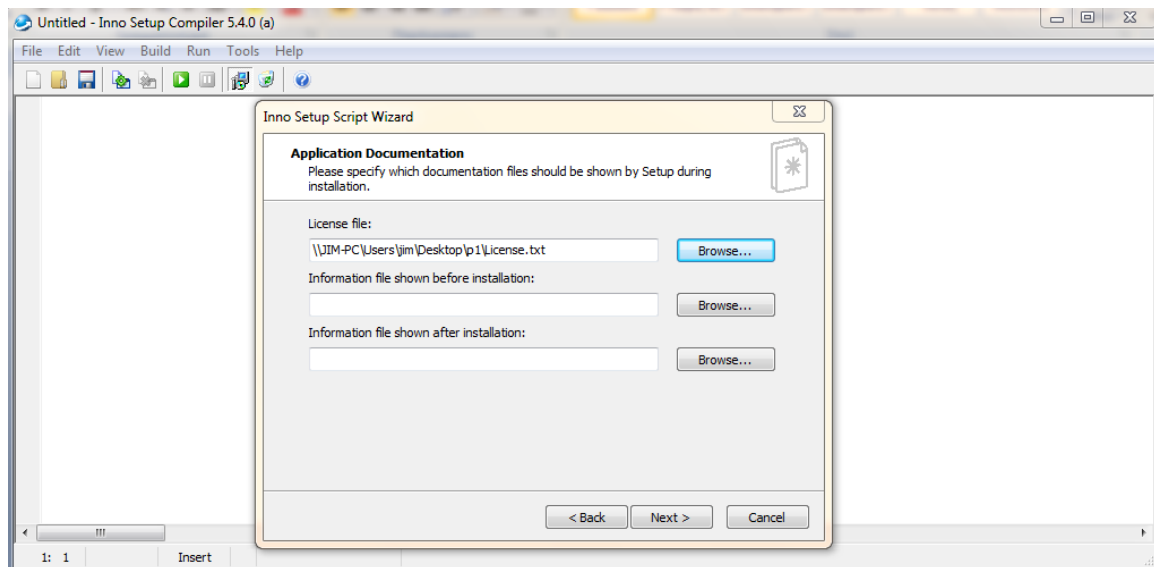 Untitled - Inno Setup Compiler 5.4.0 (a)
File Edit View Build Run Tools Help
Inno Setup Script Wizard
Application Documentation
Please specify which documentation files should be shown by Setup during
installation.
License file:
\\JIM-PC\Users\jim\Desktop\p1\License.txt Browse...
Information file shown before installation:
Browse...
Information file shown after installation:
Browse...
< Back Next > Cancel
1: 1 Insert